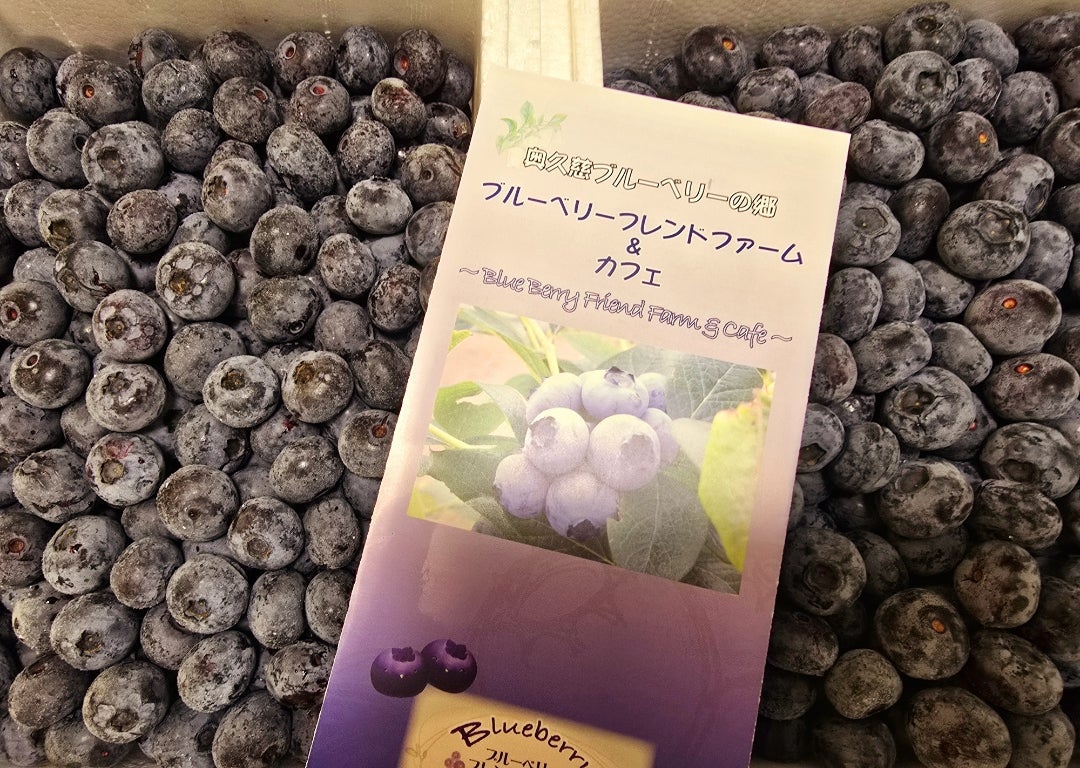 奥久慈ブルーベリーの郷
ブルーベリーフレンドファーム
&
カフェ
～Blue Berry Friend Farm & Cafe～
Blueberry
ブルーベリー